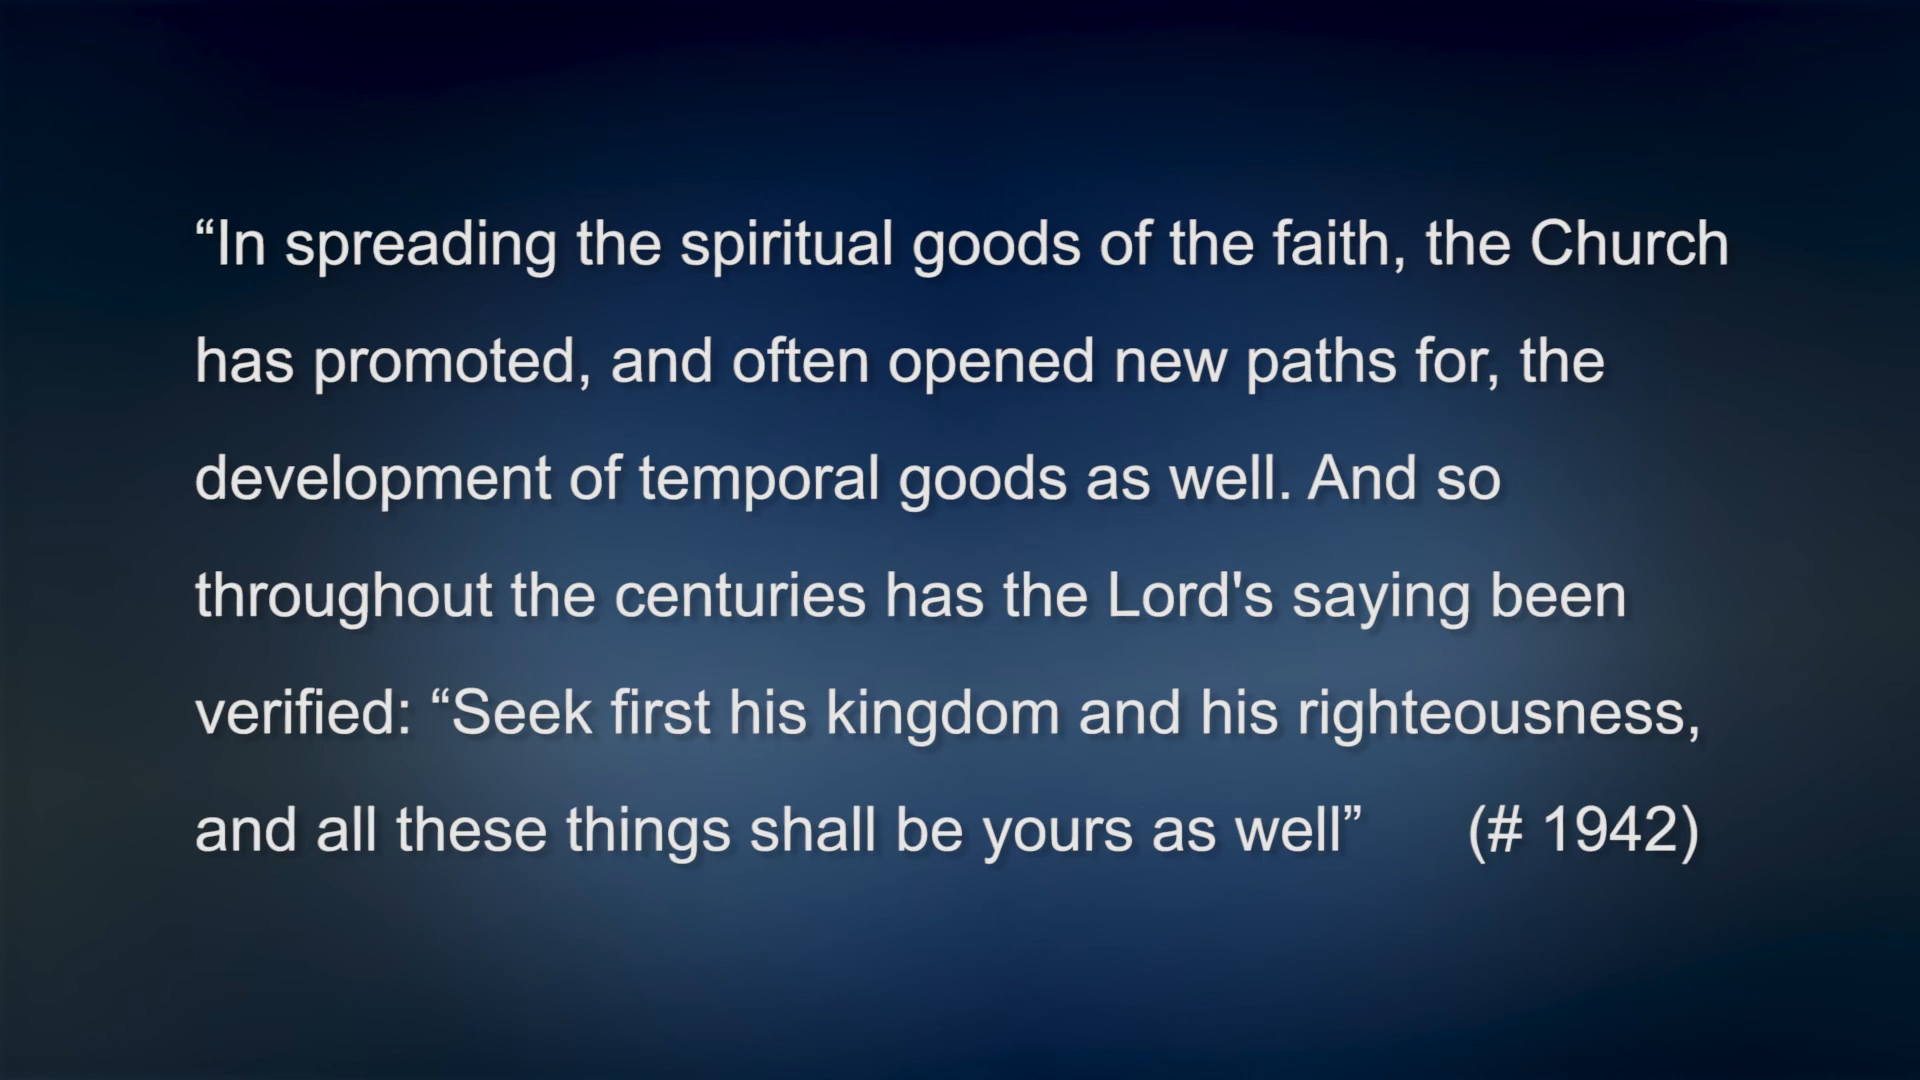 “In spreading the spiritual goods of the faith, the Church
has promoted, and often opened new paths for, the
development of temporal goods as well. And so
throughout the centuries has the Lord's saying been
verified: “Seek first his kingdom and his righteousness,
and all these things shall be yours as well” (# 1942)